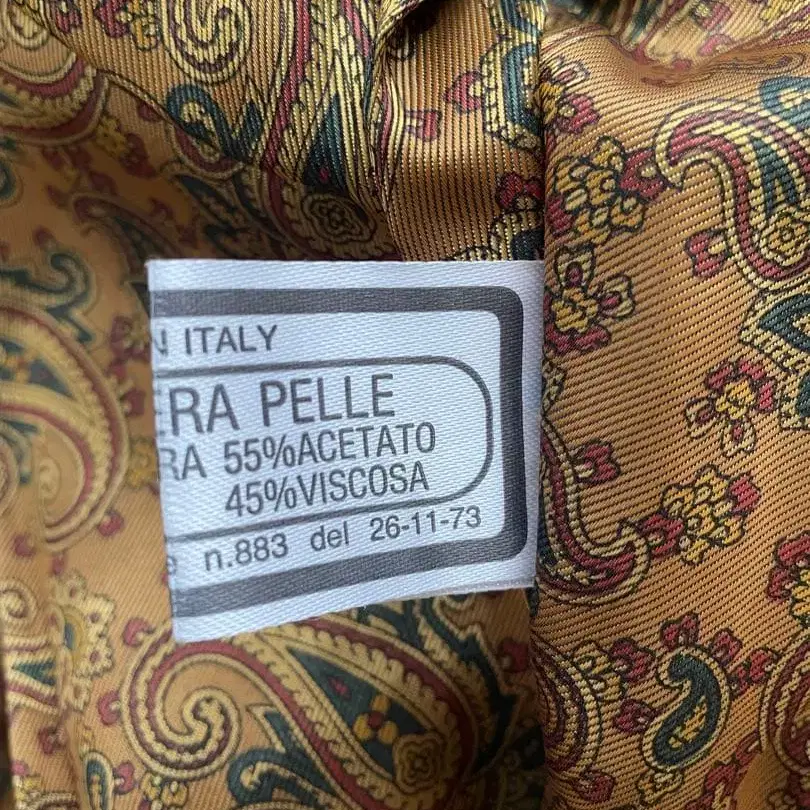 N ITALY
ERA PELLE
RA 55%ACETATO
45%VISCOSA
e n.883 del 26-11-73